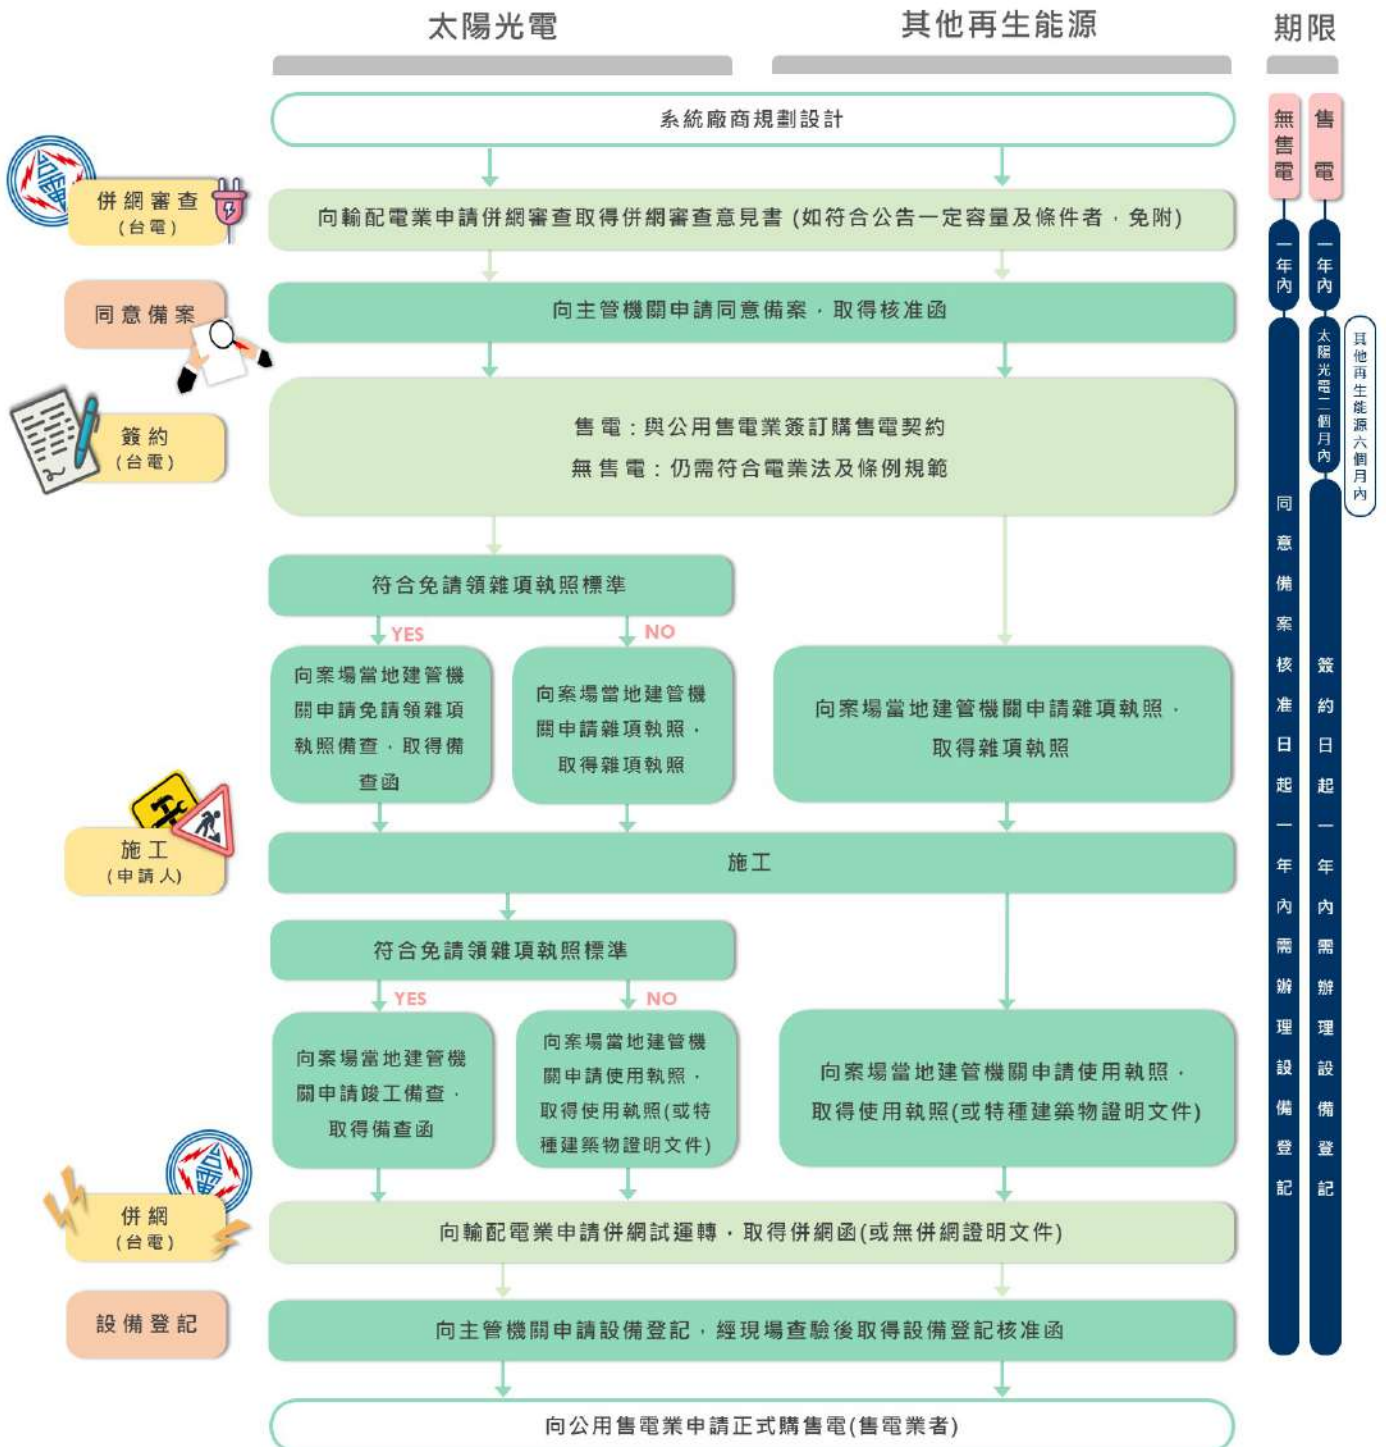 太陽光電
其他再生能源
期限
無售電
售電
系統廠商規劃設計
併網審查
(台電)
向輸配電業申請併網審查取得併網審查意見書 (如符合公告一定容量及條件者，免附)
一年內
一年內
同意備案
向主管機關申請同意備案，取得核准函
太陽光電二個月內
其他再生能源六個月內
簽約
(台電)
售電：與公用售電業簽訂購售電契約
無售電：仍需符合電業法及條例規範
同意備案核准日起一年內需辦理設備登記
簽約日起一年內需辦理設備登記
符合免請領雜項執照標準
YES
NO
向案場當地建管機
關申請免請領雜項
執照備查，取得備
查函
向案場當地建管機
關申請雜項執照，
取得雜項執照
向案場當地建管機關申請雜項執照，
取得雜項執照
施工
(申請人)
施工
符合免請領雜項執照標準
YES
NO
向案場當地建管機
關申請竣工備查，
取得備查函
向案場當地建管機
關申請使用執照，
取得使用執照(或特
種建築物證明文件)
向案場當地建管機關申請使用執照，
取得使用執照(或特種建築物證明文件)
併網
(台電)
向輸配電業申請併網試運轉，取得併網函(或無併網證明文件)
設備登記
向主管機關申請設備登記，經現場查驗後取得設備登記核准函
向公用售電業申請正式購售電(售電業者)